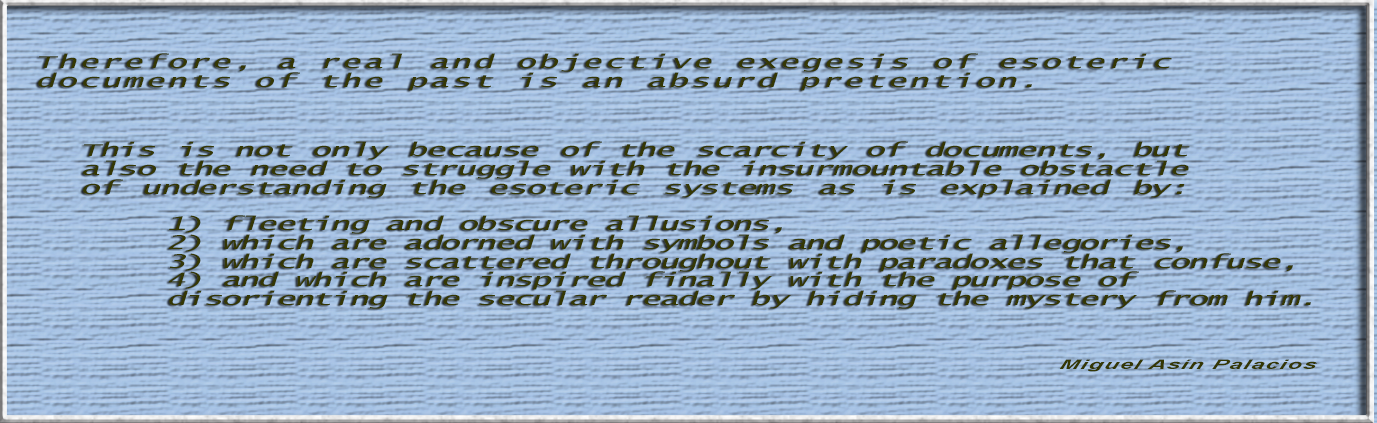 Therefore, a real and objective exegesis of esoteric
documents of the past is an absurd pretention.
This is not only because of the scarcity of documents, but
also the need to struggle with the insurmountable obstactle
of understanding the esoteric systems as is explained by:
1) fleeting and obscure allusions,
2) which are adorned with symbols and poetic allegories,
3) which are scattered throughout with paradoxes that confuse,
4) and which are inspired finally with the purpose of
disorienting the secular reader by hiding the mystery from him.
Miguel Asín Palacios